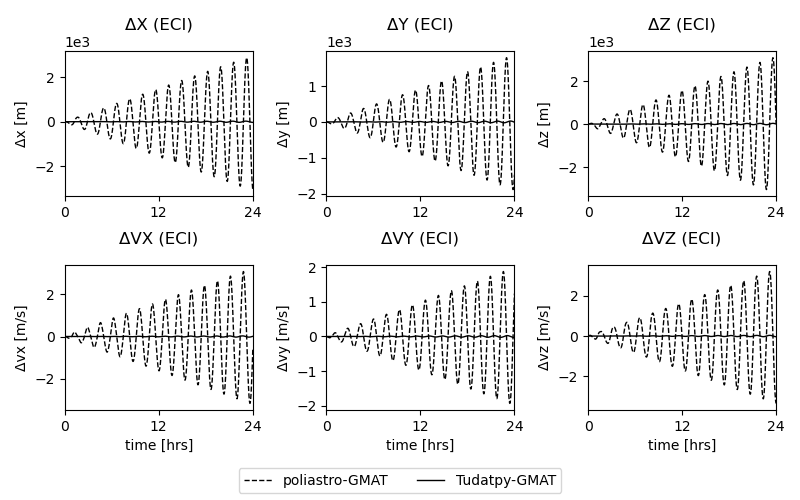 ΔX (ECI) ΔY (ECI) ΔZ (ECI)
1e3 1e3 1e3
Δx [m]
2
0
−2
0 12 24
Δy [m]
1
0
−1
−2
0 12 24
Δz [m]
2
0
−2
0 12 24
ΔVX (ECI) ΔVY (ECI) ΔVZ (ECI)
Δvx [m/s]
2
0
−2
0 12 24
time [hrs]
Δvy [m/s]
2
1
0
−1
−2
0 12 24
time [hrs]
Δvz [m/s]
2
0
−2
0 12 24
time [hrs]
poliastro-GMAT Tudatpy-GMAT